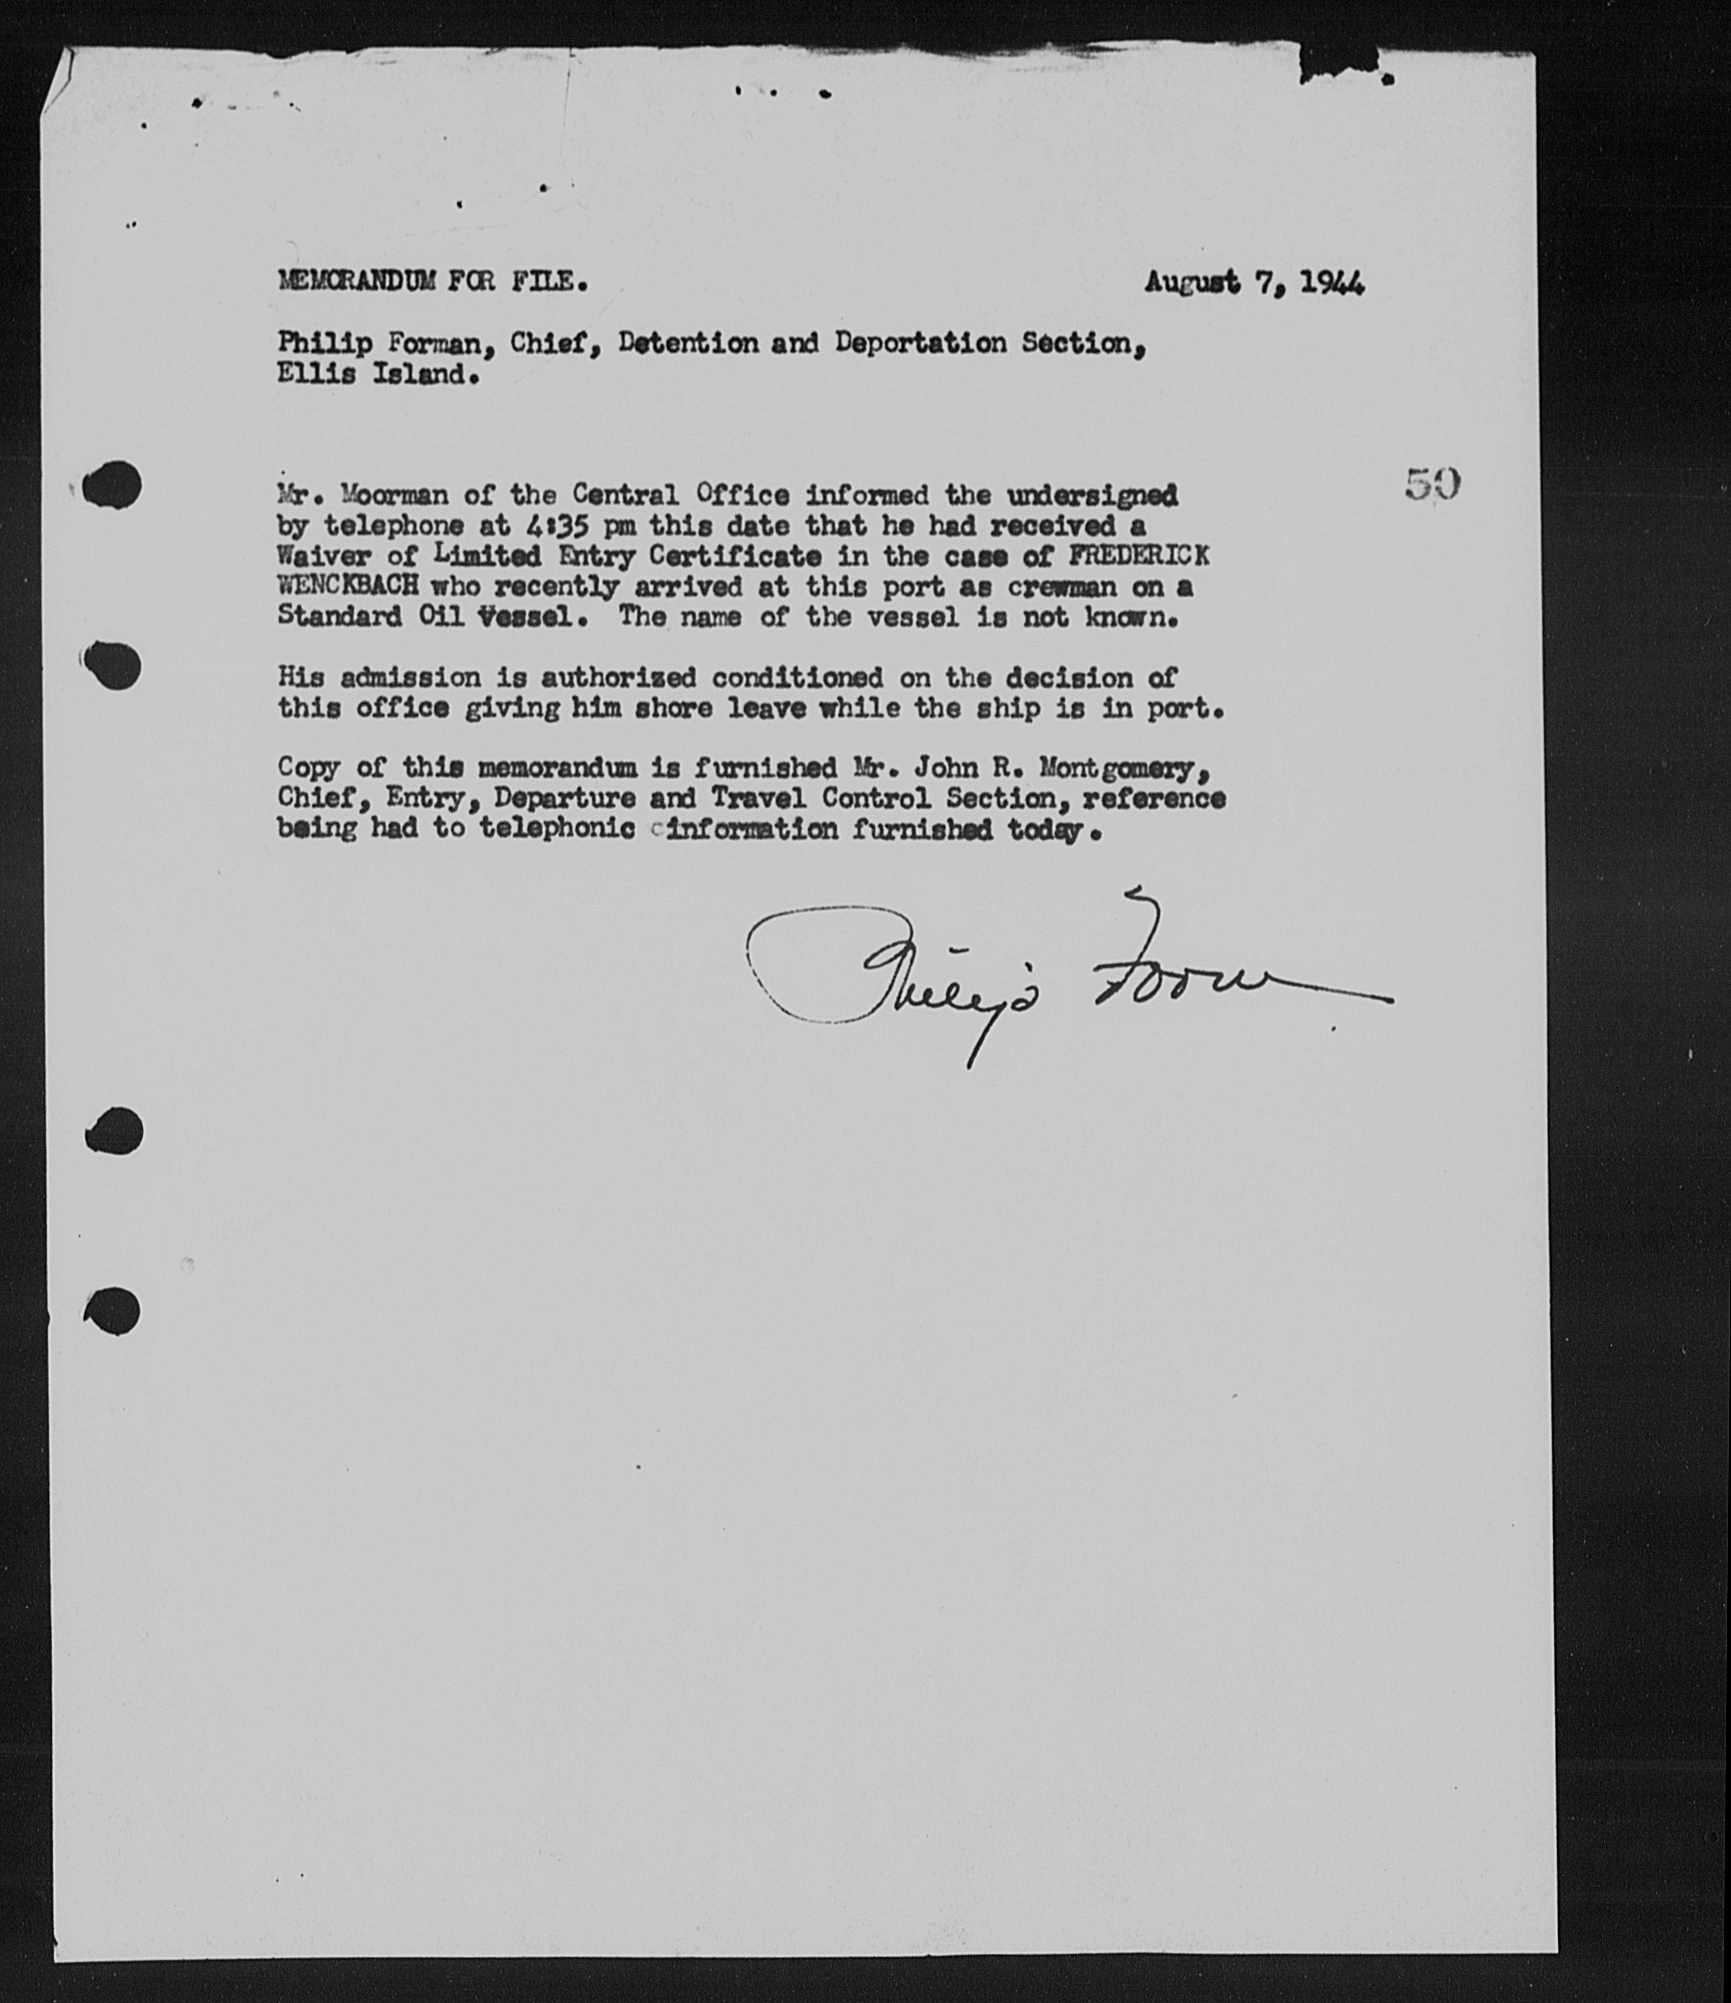 MEMORANDUM FOR FILE. August 7, 1944
Philip Forman, Chief, Detention and Deportation Section,
Ellis Island.
50
Mr. Moorman of the Central Office informed the undersigned
by telephone at 4:35 pm this date that he had received a
Waiver of Limited Entry Certificate in the case of FREDERICK
WENCKBACH who recently arrived at this port as crewman on a
Standard Oil Vessel. The name of the vessel is not known.
His admission is authorized conditioned on the decision of
this office giving him shore leave while the ship is in port.
Copy of this memorandum is furnished Mr. John R. Montgomery,
Chief, Entry, Departure and Travel Control Section, reference
being had to telephonic cinformation furnished today.
Philip Forman